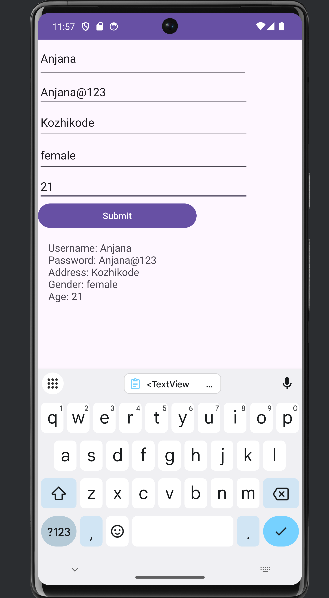 11:57
Anjana
Anjana@123
Kozhikode
female
21
Submit
Username: Anjana
Password: Anjana@123
Address: Kozhikode
Gender: female
Age: 21
<TextView ...
q1 w2 e3 r4 t5 y6 u7 i8 o9 p0
a s d f g h j k l
z x c v b n m
?123 , .